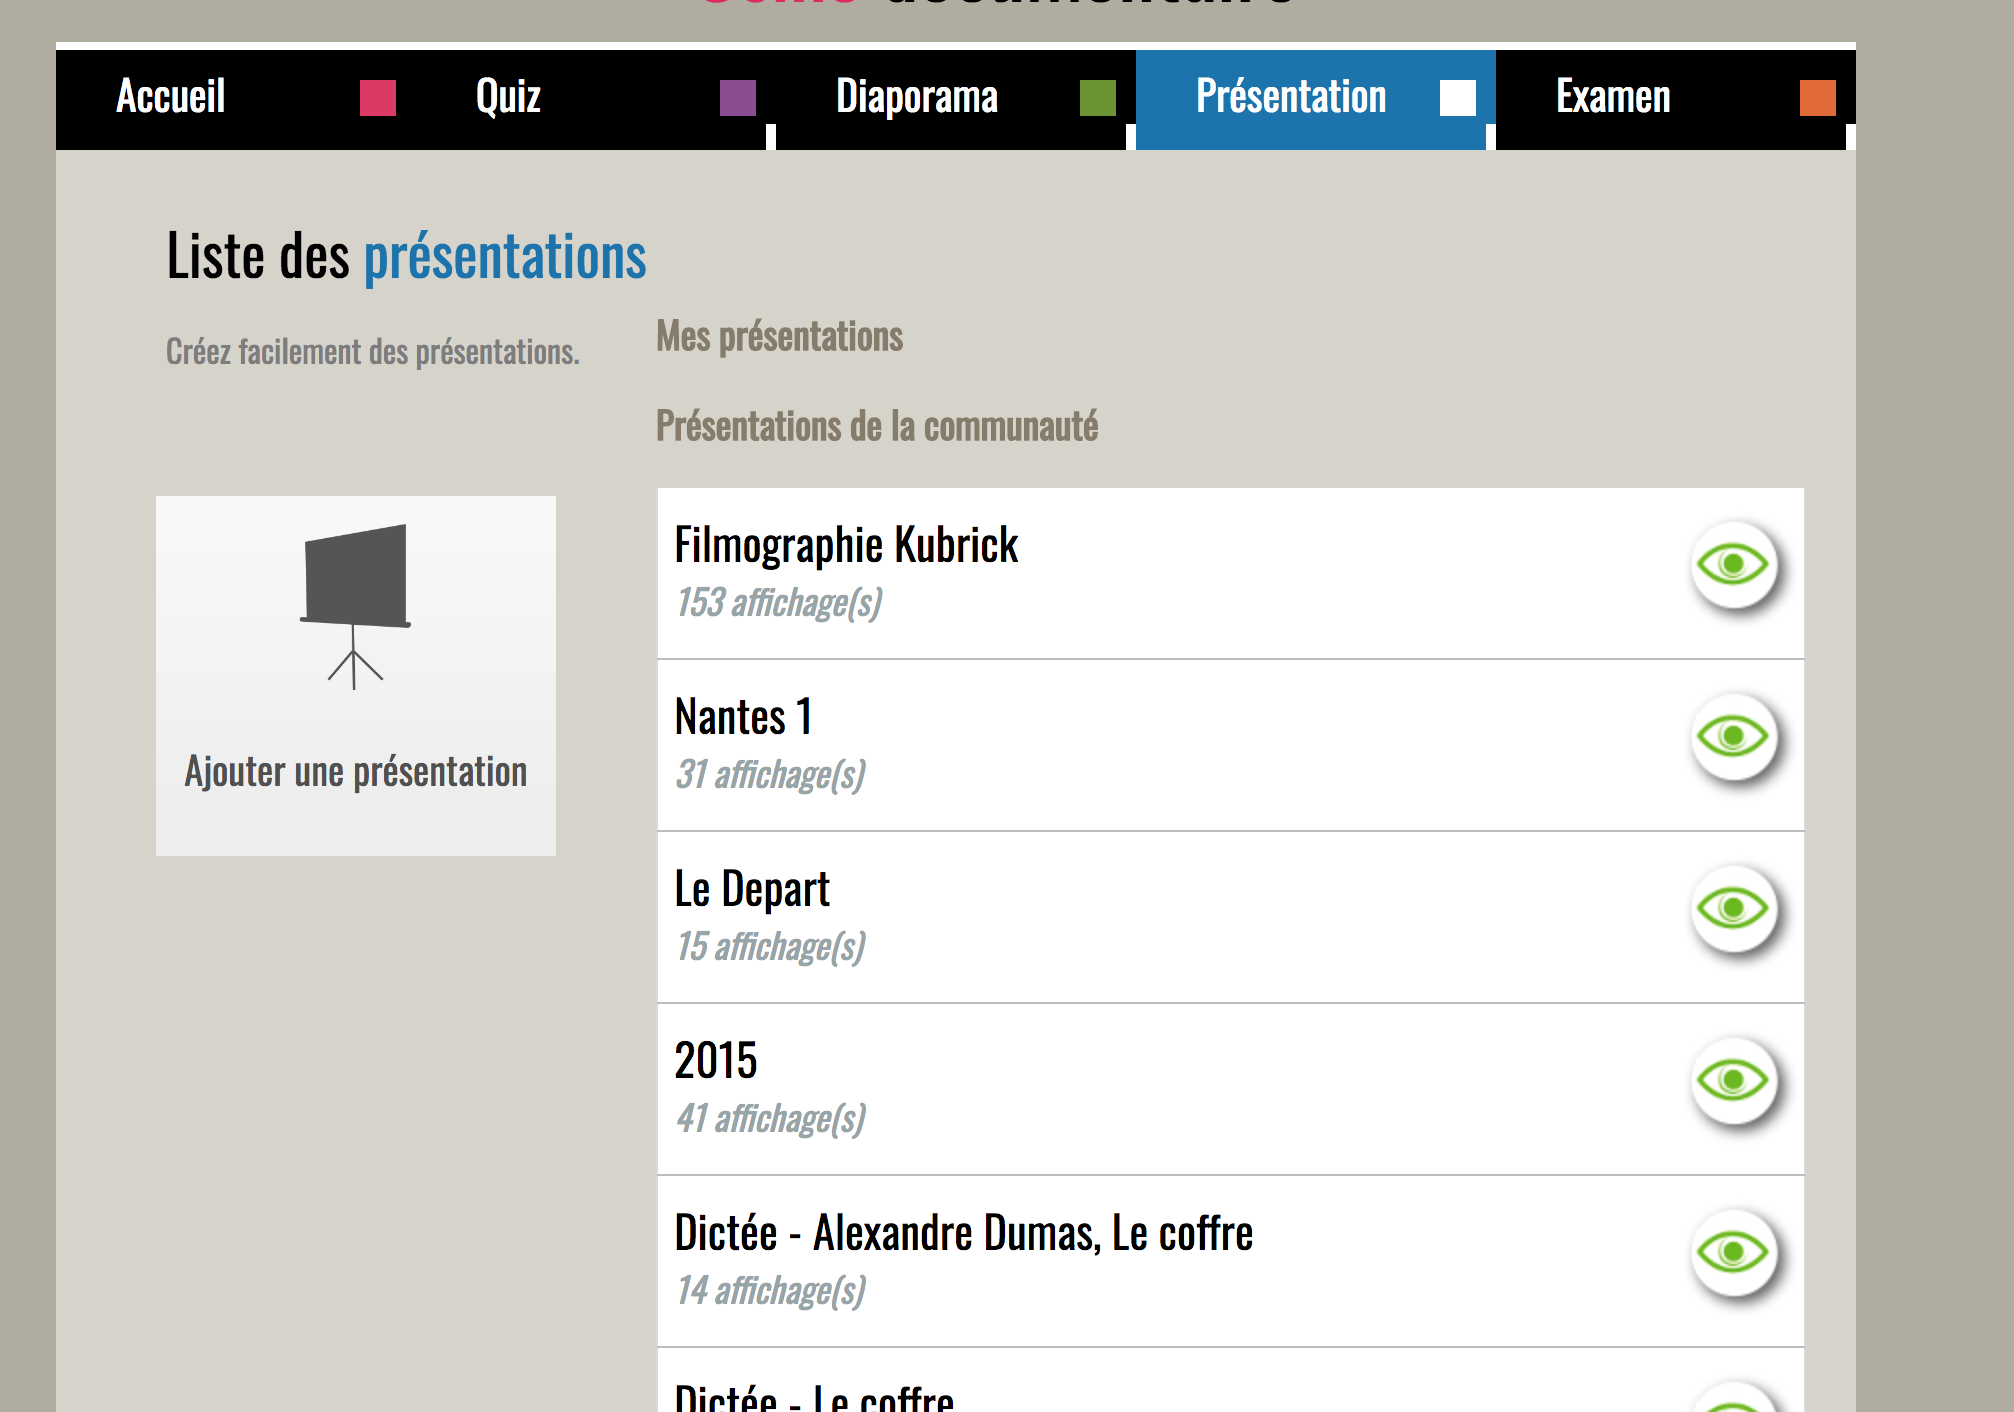 Accueil
Quiz
Diaporama
Présentation
Examen
Liste des présentations
Créez facilement des présentations.
Mes présentations
Présentations de la communauté
Ajouter une présentation
Filmographie Kubrick
153 affichage(s)
Nantes 1
31 affichage(s)
Le Depart
15 affichage(s)
2015
41 affichage(s)
Dictée - Alexandre Dumas, Le coffre
14 affichage(s)
Dictée - Le coffre